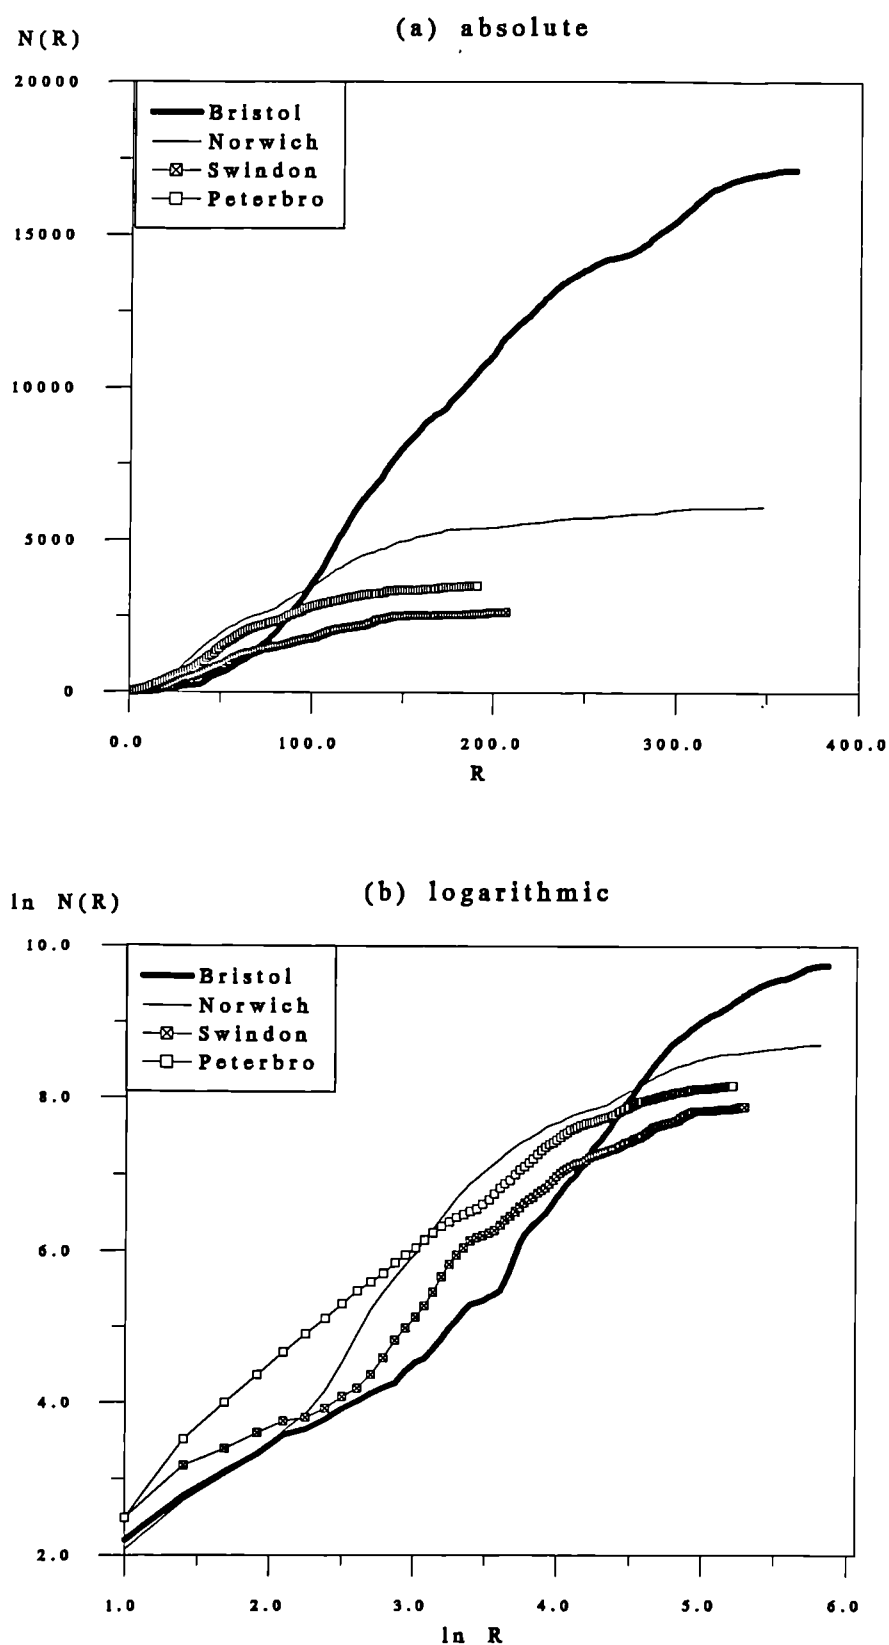 (a) absolute
N(R)
20000
Bristol
Norwich
Swindon
Peterbro
15000
10000
5000
0
0.0 100.0 200.0 300.0 400.0
R
(b) logarithmic
ln N(R)
10.0
Bristol
Norwich
Swindon
Peterbro
8.0
6.0
4.0
2.0
1.0 2.0 3.0 4.0 5.0 6.0
ln R